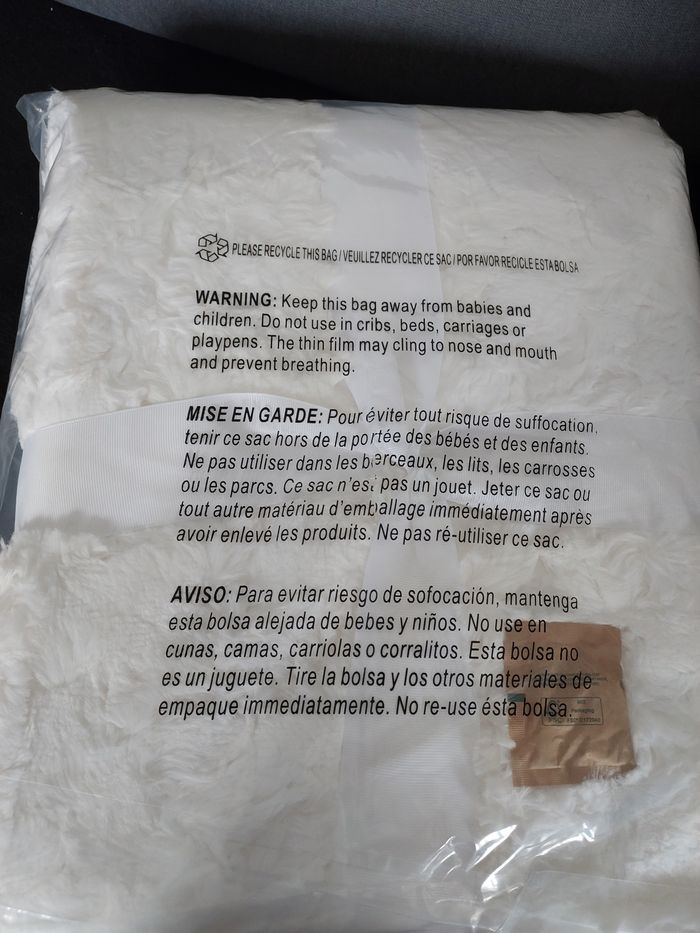 PLEASE RECYCLE THIS BAG / VEUILLEZ RECYCLER CE SAC / POR FAVOR RECICLE ESTA BOLSA
WARNING: Keep this bag away from babies and
children. Do not use in cribs, beds, carriages or
playpens. The thin film may cling to nose and mouth
and prevent breathing.
MISE EN GARDE: Pour éviter tout risque de suffocation,
tenir ce sac hors de la portée des bébés et des enfants.
Ne pas utiliser dans les berceaux, les lits, les carrosses
ou les parcs. Ce sac n'est pas un jouet. Jeter ce sac ou
tout autre matériau d'emballage immédiatement après
avoir enlevé les produits. Ne pas ré-utiliser ce sac.
AVISO: Para evitar riesgo de sofocación, mantenga
esta bolsa alejada de bebes y niños. No use en
cunas, camas, carriolas o corralitos. Esta bolsa no
es un juguete. Tire la bolsa y los otros materiales de
empaque immediatamente. No re-use ésta bolsa.
Packaging